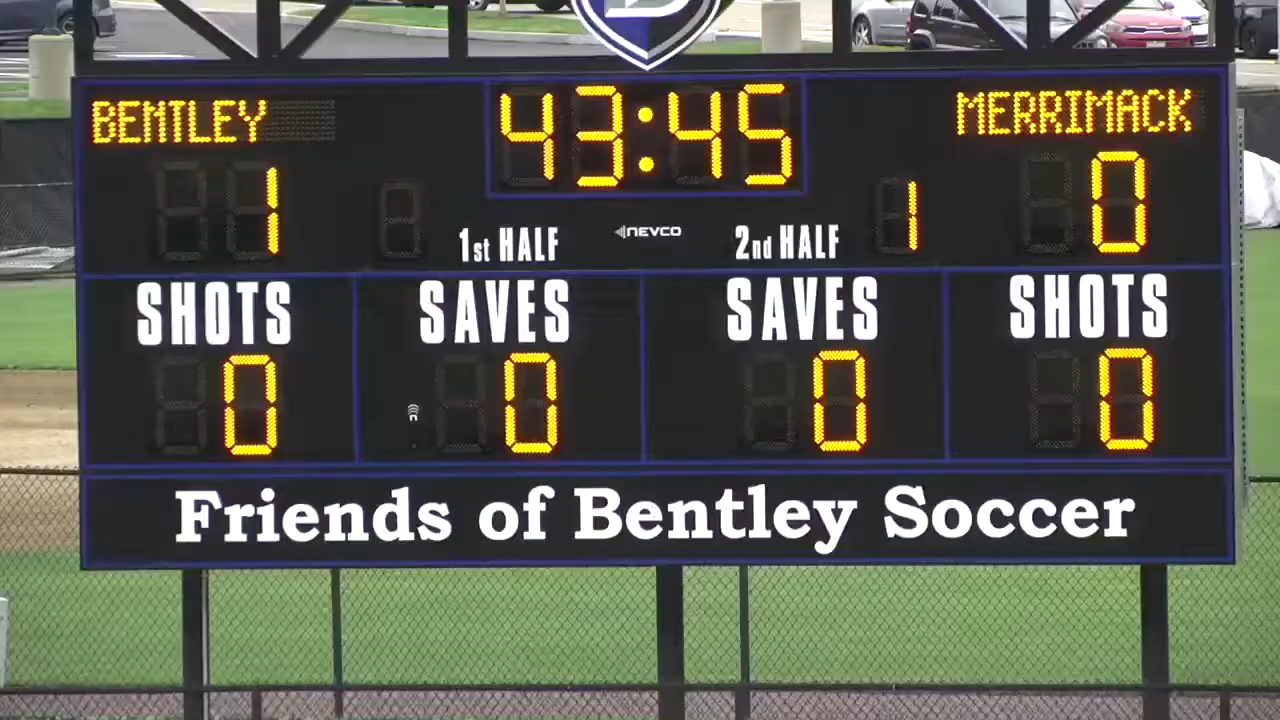 BENTLEY 43:45 MERRIMACK
1 1st HALF NEVCO 2nd HALF 1 0
SHOTS SAVES SAVES SHOTS
0 0 0 0
Friends of Bentley Soccer